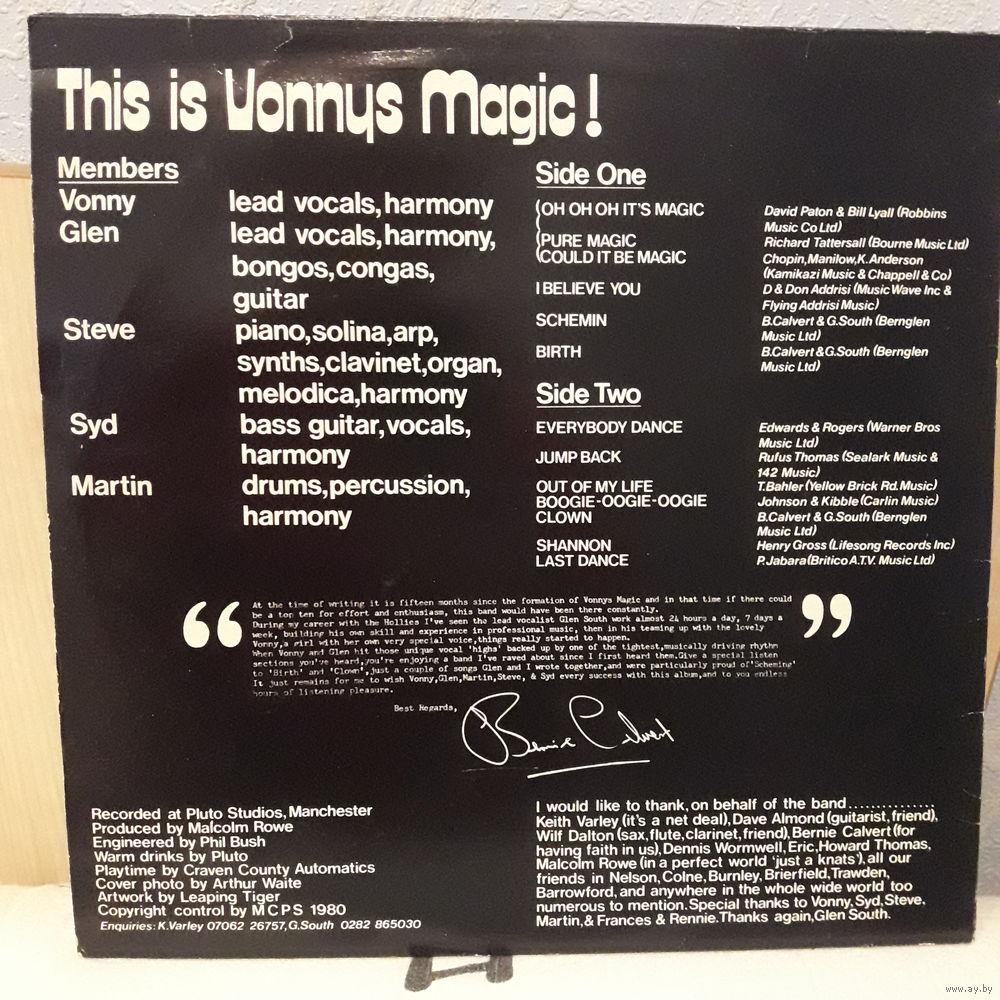 This is Vonnys Magic!
Members
Vonny lead vocals, harmony
Glen lead vocals, harmony,
bongos, congas,
guitar
Steve piano, solina, arp,
synths, clavinet, organ,
melodica, harmony
Syd bass guitar, vocals,
harmony
Martin drums, percussion,
harmony
Side One
(OH OH OH IT'S MAGIC David Paton & Bill Lyall (Robbins
Music Co Ltd)
(PURE MAGIC Richard Tattersall (Bourne Music Ltd)
(COULD IT BE MAGIC Chopin, Manilow, K. Anderson
(Kamikazi Music & Chappell & Co)
I BELIEVE YOU D & Don Addrisi (Music Wave Inc &
Flying Addrisi Music)
SCHEMIN B.Calvert & G.South (Bernglen
Music Ltd)
BIRTH B.Calvert & G.South (Bernglen
Music Ltd)
Side Two
EVERYBODY DANCE Edwards & Rogers (Warner Bros
Music Ltd)
JUMP BACK Rufus Thomas (Sealark Music &
142 Music)
OUT OF MY LIFE T.Bahler (Yellow Brick Rd. Music)
BOOGIE-OOGIE-OOGIE Johnson & Kibble (Carlin Music)
CLOWN B.Calvert & G.South (Bernglen
Music Ltd)
SHANNON Henry Gross (Lifesong Records Inc)
LAST DANCE P.Jabara (Britico A.T.V. Music Ltd)
“ At the time of writing it is fifteen months since the formation of Vonnys Magic and in that time if there could ”
be a top ten for effort and enthusiasm, this band would have been there constantly.
During my career with the Hollies I've seen the lead vocalist Glen South work almost 24 hours a day, 7 days a
week, building his own skill and experience in professional music, then in his teaming up with the lovely
Vonny, a girl with her own very special voice, things really started to happen.
When Vonny and Glen hit those unique vocal 'highs' backed up by one of the tightest, musically driving rhythm
sections you've heard, you're enjoying a band I've raved about since I first heard them. Give a special listen
to 'Birth' and 'Clown', just a couple of songs Glen and I wrote together, and were particularly proud of 'Scheming'
It just remains for me to wish Vonny, Glen, Martin, Steve, & Syd every success with this album, and to you endless
hours of listening pleasure.
Best Regards,
Bernie Calvert
Recorded at Pluto Studios, Manchester
Produced by Malcolm Rowe
Engineered by Phil Bush
Warm drinks by Pluto
Playtime by Craven County Automatics
Cover photo by Arthur Waite
Artwork by Leaping Tiger
Copyright control by MCPS 1980
Enquiries: K.Varley 07062 26757, G.South 0282 865030
I would like to thank, on behalf of the band..............
Keith Varley (it's a net deal), Dave Almond (guitarist, friend),
Wilf Dalton (sax, flute, clarinet, friend), Bernie Calvert (for
having faith in us), Dennis Wormwell, Eric, Howard Thomas,
Malcolm Rowe (in a perfect world 'just a knats'), all our
friends in Nelson, Colne, Burnley, Brierfield, Trawden,
Barrowford, and anywhere in the whole wide world too
numerous to mention. Special thanks to Vonny, Syd, Steve,
Martin, & Frances & Rennie. Thanks again, Glen South.
www.ay.by